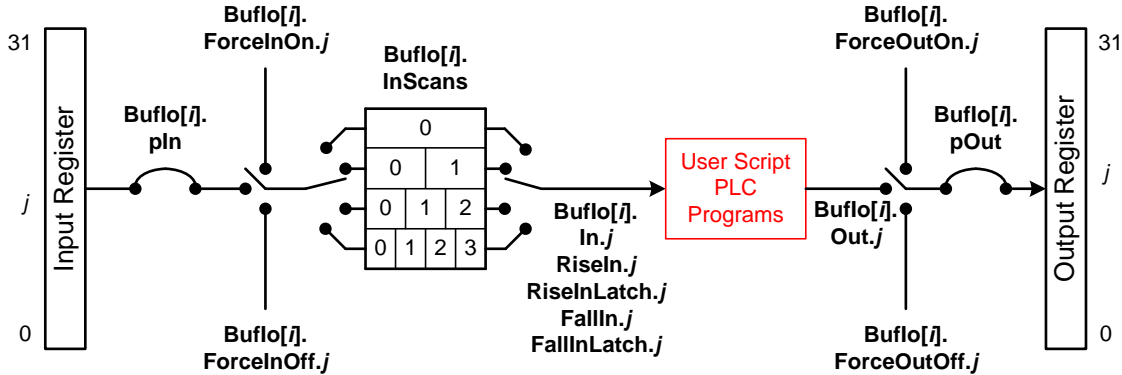 31
Input Register
j
0
BufIo[i].
pIn
BufIo[i].
ForceInOn.j
BufIo[i].
ForceInOff.j
BufIo[i].
InScans
0
0 1
0 1 2
0 1 2 3
BufIo[i].
In.j
RiseIn.j
RiseInLatch.j
FallIn.j
FallInLatch.j
User Script
PLC
Programs
BufIo[i].
Out.j
BufIo[i].
ForceOutOn.j
BufIo[i].
ForceOutOff.j
BufIo[i].
pOut
Output Register
31
j
0